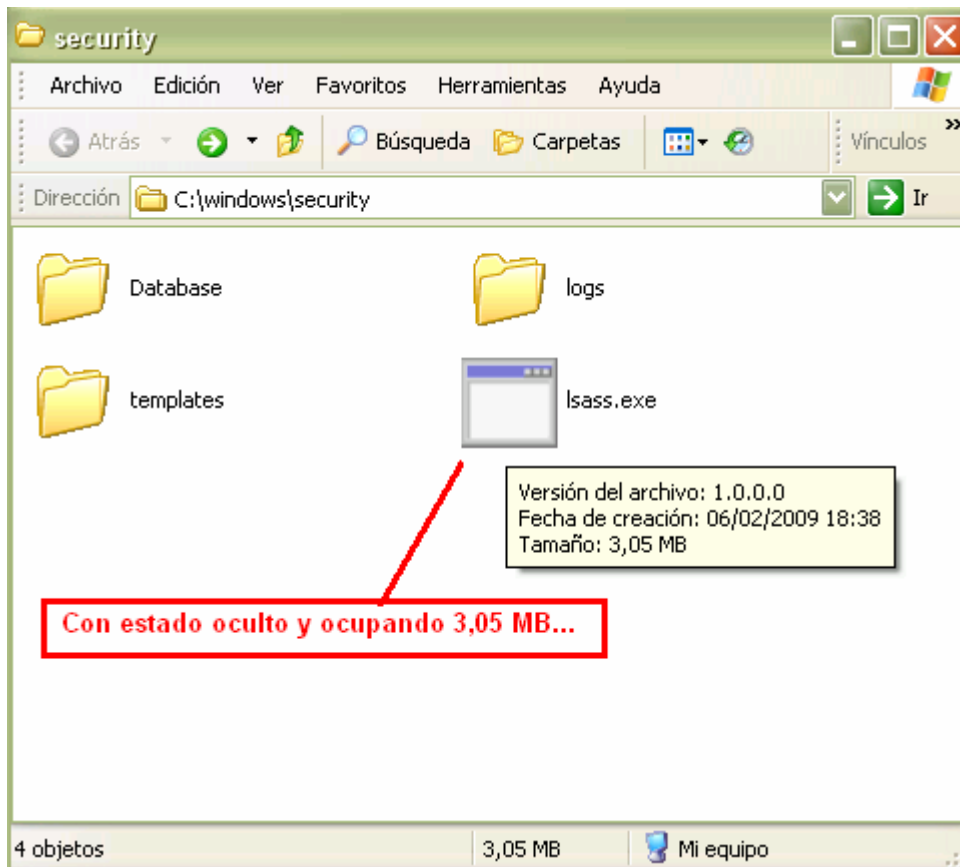 security
Archivo Edición Ver Favoritos Herramientas Ayuda
Atrás Búsqueda Carpetas Vínculos »
Dirección C:\windows\security Ir
Database logs
templates lsass.exe
Versión del archivo: 1.0.0.0
Fecha de creación: 06/02/2009 18:38
Tamaño: 3,05 MB
Con estado oculto y ocupando 3,05 MB...
4 objetos 3,05 MB Mi equipo